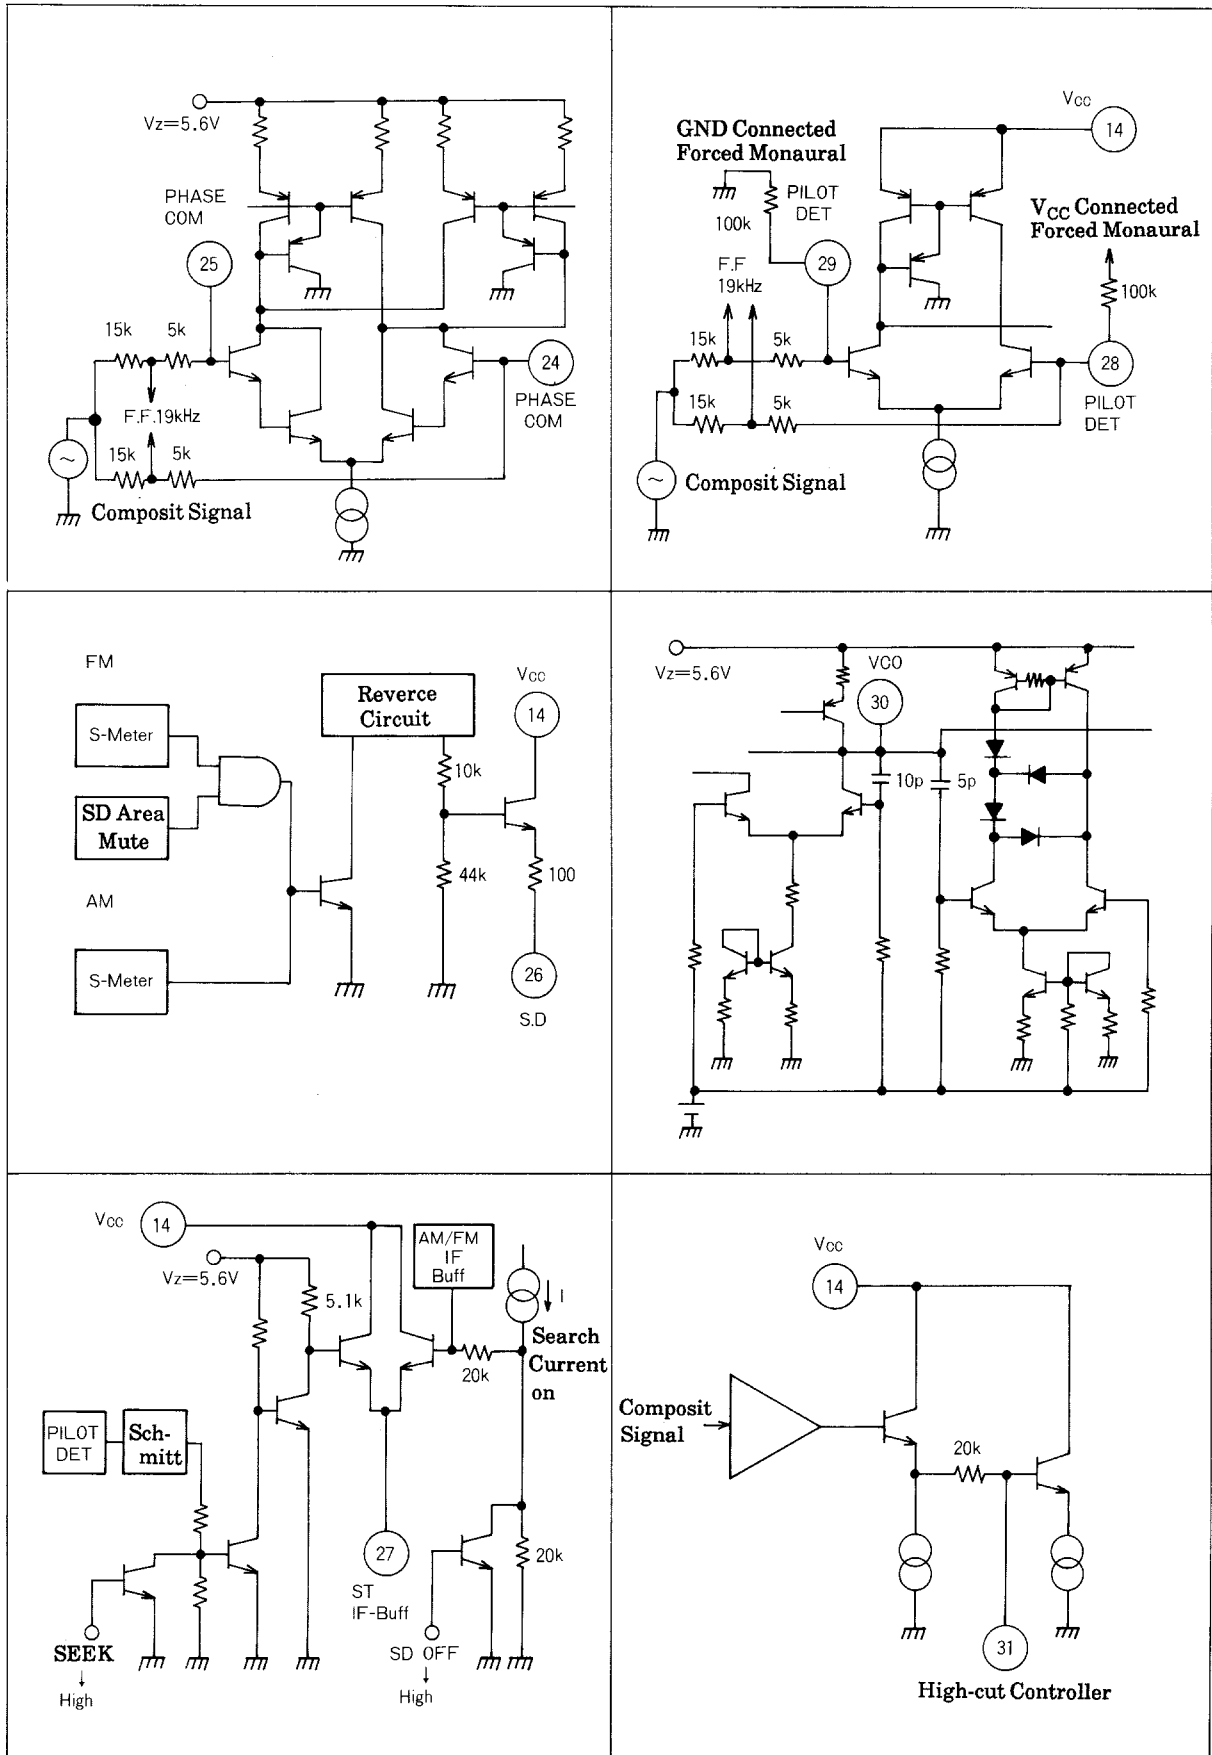 Vz=5.6V
PHASE
COM
25
15k
5k
F.F.19kHz
24
PHASE COM
15k
5k
~
Composit Signal
Vcc
14
GND Connected
Forced Monaural
PILOT
DET
100k
VCC Connected
Forced Monaural
F.F
19kHz
29
100k
15k
5k
28
15k
5k
PILOT
DET
~
Composit Signal
FM
S-Meter
SD Area
Mute
AM
S-Meter
Reverce
Circuit
Vcc
14
10k
44k
100
26
S.D
Vz=5.6V
VCO
30
10p
5p
Vcc
14
Vz=5.6V
5.1k
AM/FM
IF
Buff
I
Search
Current
on
20k
PILOT
DET
Sch-
mitt
27
20k
ST
IF-Buff
SEEK
High
SD OFF
High
Vcc
14
Composit
Signal
20k
31
High-cut Controller